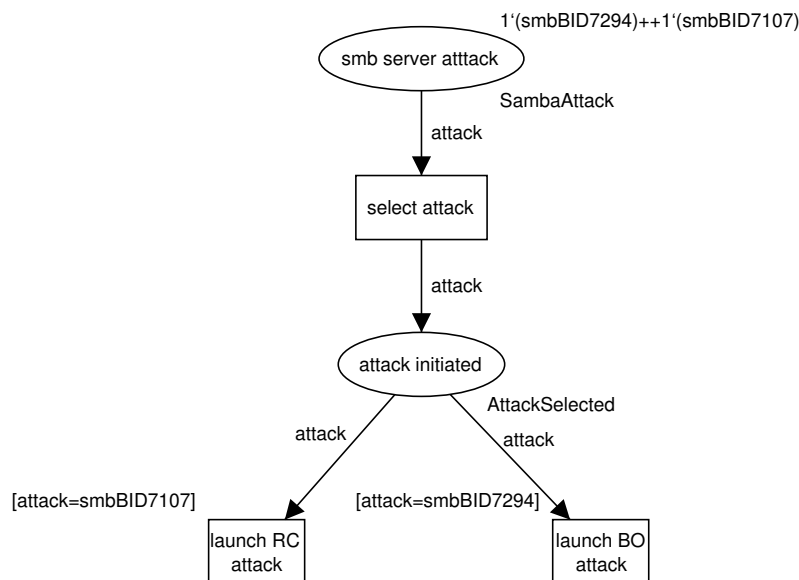 1‘(smbBID7294)++1‘(smbBID7107)
smb server atttack
SambaAttack
attack
select attack
attack
attack initiated
AttackSelected
attack
attack
[attack=smbBID7107]
[attack=smbBID7294]
launch RC
attack
launch BO
attack